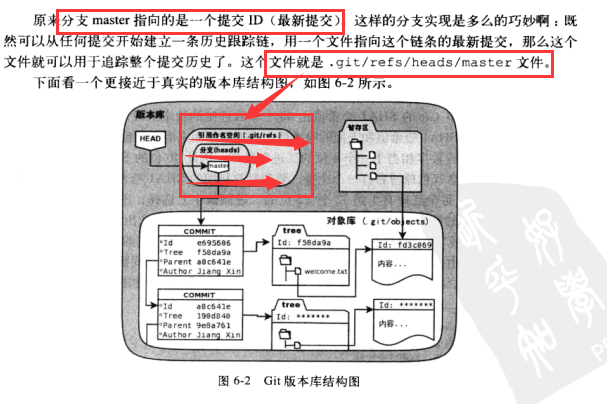 原来分支 master 指向的是一个提交 ID（最新提交）。这样的分支实现是多么的巧妙啊：既
然可以从任何提交开始建立一条历史跟踪链，用一个文件指向这个链条的最新提交，那么这个
文件就可以用于追踪整个提交历史了。这个文件就是 .git/refs/heads/master 文件。
下面看一个更接近于真实的版本库结构图，如图 6-2 所示。
版本库
HEAD
引用命名空间（.git/refs）
分支(heads)
master
暂存区
对象库（.git/objects）
COMMIT
*Id e695606
*Tree f58da9a
*Parent a0c641e
*Author Jiang Xin
tree
Id: f58da9a
welcome.txt
Id: fd3c069
内容...
COMMIT
*Id a0c641e
*Tree 190d840
*Parent 9e8a761
*Author Jiang Xin
tree
Id: *******
Id: *******
内容...
图 6-2 Git 版本库结构图